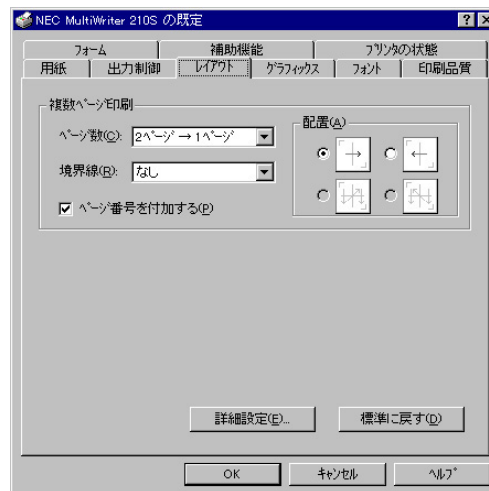 NEC MultiWriter 210S の既定
フォーム 補助機能 プリンタの状態
用紙 出力制御 レイアウト グラフィックス フォント 印刷品質
複数ページ印刷
ページ数(C): 2ページ → 1ページ
境界線(R): なし
ページ番号を付加する(P)
配置(A)
詳細設定(E)... 標準に戻す(D)
OK キャンセル ヘルプ